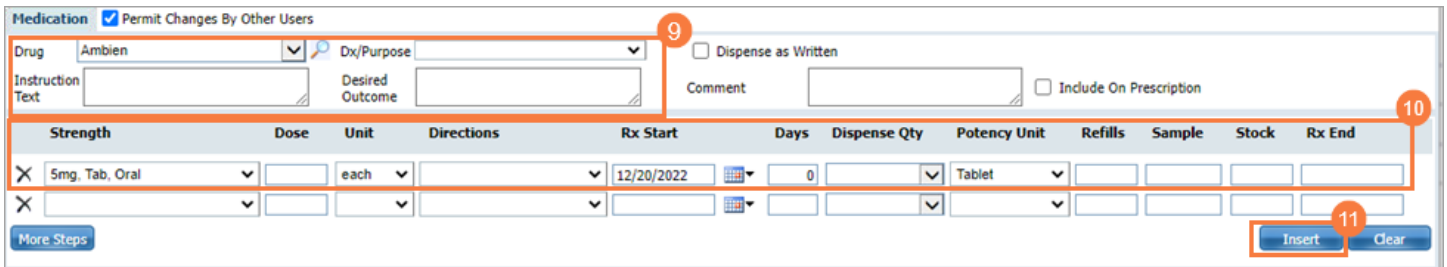 Medication Permit Changes By Other Users
9
Drug Ambien Dx/Purpose Dispense as Written
Instruction Text Desired Outcome Comment Include On Prescription
10
Strength Dose Unit Directions Rx Start Days Dispense Qty Potency Unit Refills Sample Stock Rx End
5mg, Tab, Oral each 12/20/2022 0 Tablet
11
More Steps Insert Clear